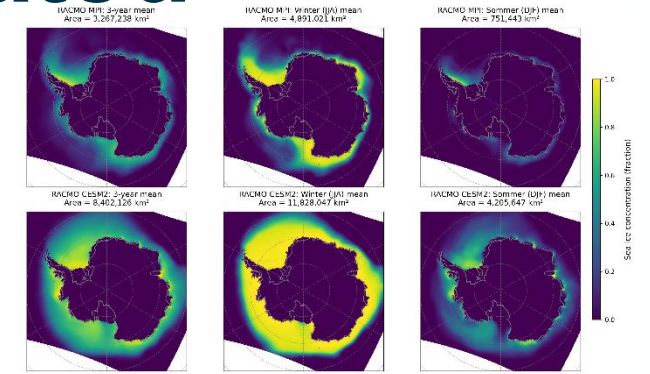 RACMO MPI: 3-year mean
Area = 3,267,238 km²
RACMO MPI: Winter (JJA) mean
Area = 4,891,021 km²
RACMO MPI: Sommer (DJF) mean
Area = 751,443 km²
RACMO CESM2: 3-year mean
Area = 8,402,126 km²
RACMO CESM2: Winter (JJA) mean
Area = 11,828,047 km²
RACMO CESM2: Sommer (DJF) mean
Area = 4,205,647 km²
1.0
0.8
0.6
0.4
0.2
0.0
Sea ice concentration (fraction)